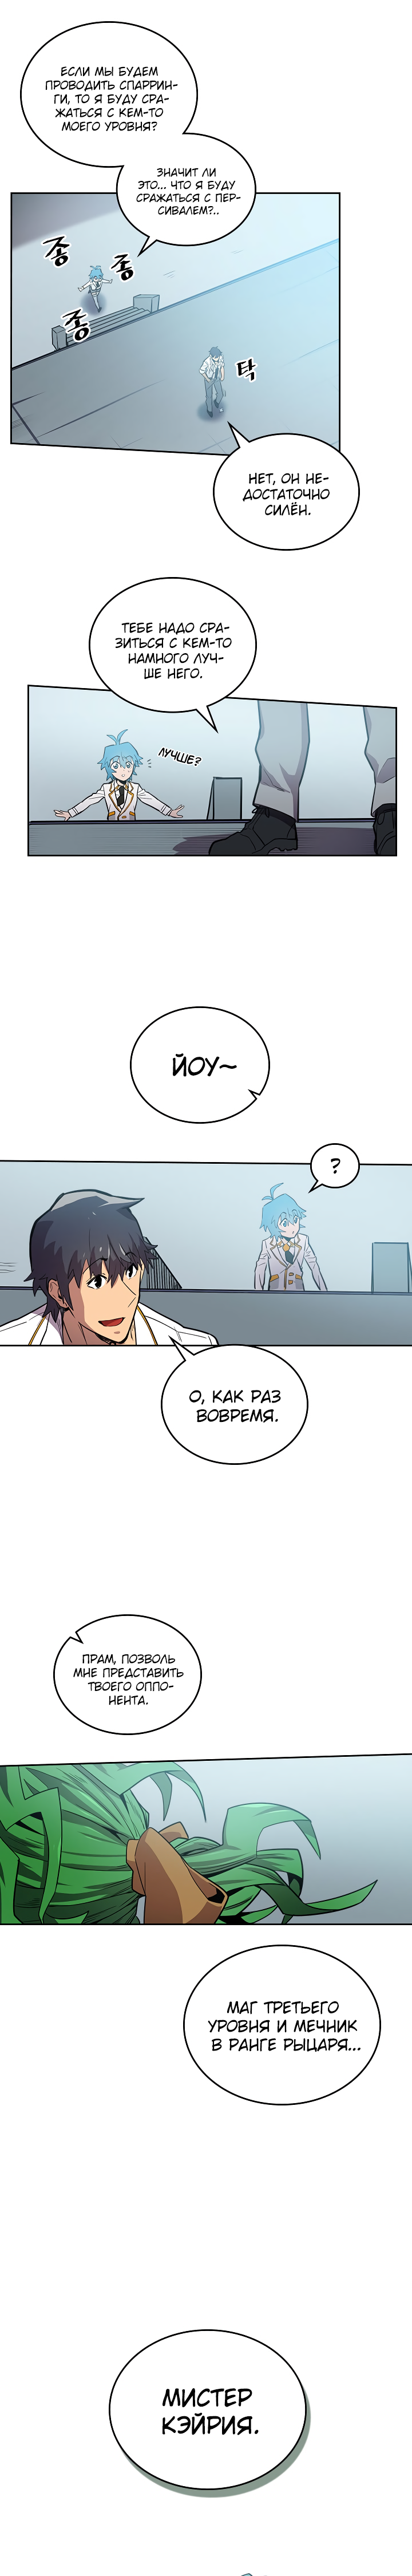 ЕСЛИ МЫ БУДЕМ
ПРОВОДИТЬ СПАРРИН-
ГИ, ТО Я БУДУ СРА-
ЖАТЬСЯ С КЕМ-ТО
МОЕГО УРОВНЯ?
ЗНАЧИТ ЛИ
ЭТО... ЧТО Я БУДУ
СРАЖАТЬСЯ С ПЕР-
СИВАЛЕМ?..
총
총
총
탁
НЕТ, ОН НЕ-
ДОСТАТОЧНО
СИЛЁН.
ТЕБЕ НАДО СРА-
ЗИТЬСЯ С КЕМ-ТО
НАМНОГО ЛУЧ-
ШЕ НЕГО.
ЛУЧШЕ?
ЙОУ~
?
О, КАК РАЗ
ВОВРЕМЯ.
ПРАМ, ПОЗВОЛЬ
МНЕ ПРЕДСТАВИТЬ
ТВОЕГО ОППО-
НЕНТА.
МАГ ТРЕТЬЕГО
УРОВНЯ И МЕЧНИК
В РАНГЕ РЫЦАРЯ...
МИСТЕР
КЭЙРИЯ.